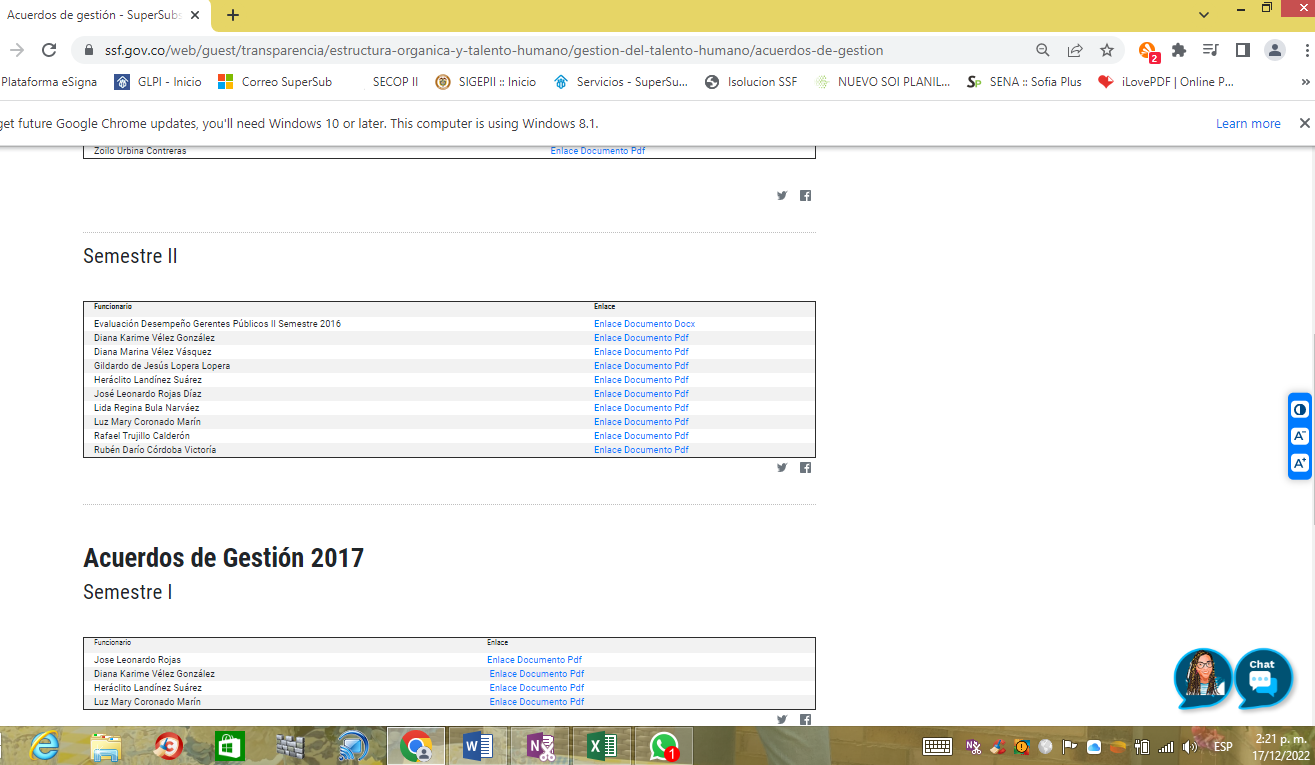 Acuerdos de gestión - SuperSubs
ssf.gov.co/web/guest/transparencia/estructura-organica-y-talento-humano/gestion-del-talento-humano/acuerdos-de-gestion
2
Plataforma eSigna GLPI - Inicio Correo SuperSub SECOP II SIGEPII :: Inicio Servicios - SuperSu... Isolucion SSF NUEVO SOI PLANIL... Sp SENA :: Sofia Plus iLovePDF | Online P... »
get future Google Chrome updates, you'll need Windows 10 or later. This computer is using Windows 8.1. Learn more
Zoilo Urbina Contreras Enlace Documento Pdf
Semestre II
Funcionario Enlace
Evaluación Desempeño Gerentes Públicos II Semestre 2016 Enlace Documento Docx
Diana Karime Vélez González Enlace Documento Pdf
Diana Marina Vélez Vásquez Enlace Documento Pdf
Gildardo de Jesús Lopera Lopera Enlace Documento Pdf
Heráclito Landínez Suárez Enlace Documento Pdf
José Leonardo Rojas Díaz Enlace Documento Pdf
Lida Regina Bula Narváez Enlace Documento Pdf
Luz Mary Coronado Marín Enlace Documento Pdf
Rafael Trujillo Calderón Enlace Documento Pdf
Rubén Darío Córdoba Victoria Enlace Documento Pdf
A-
A+
Acuerdos de Gestión 2017
Semestre I
Funcionario Enlace
Jose Leonardo Rojas Enlace Documento Pdf
Diana Karime Vélez González Enlace Documento Pdf
Heráclito Landínez Suárez Enlace Documento Pdf
Luz Mary Coronado Marín Enlace Documento Pdf
Chat
1
ESP
2:21 p. m.
17/12/2022